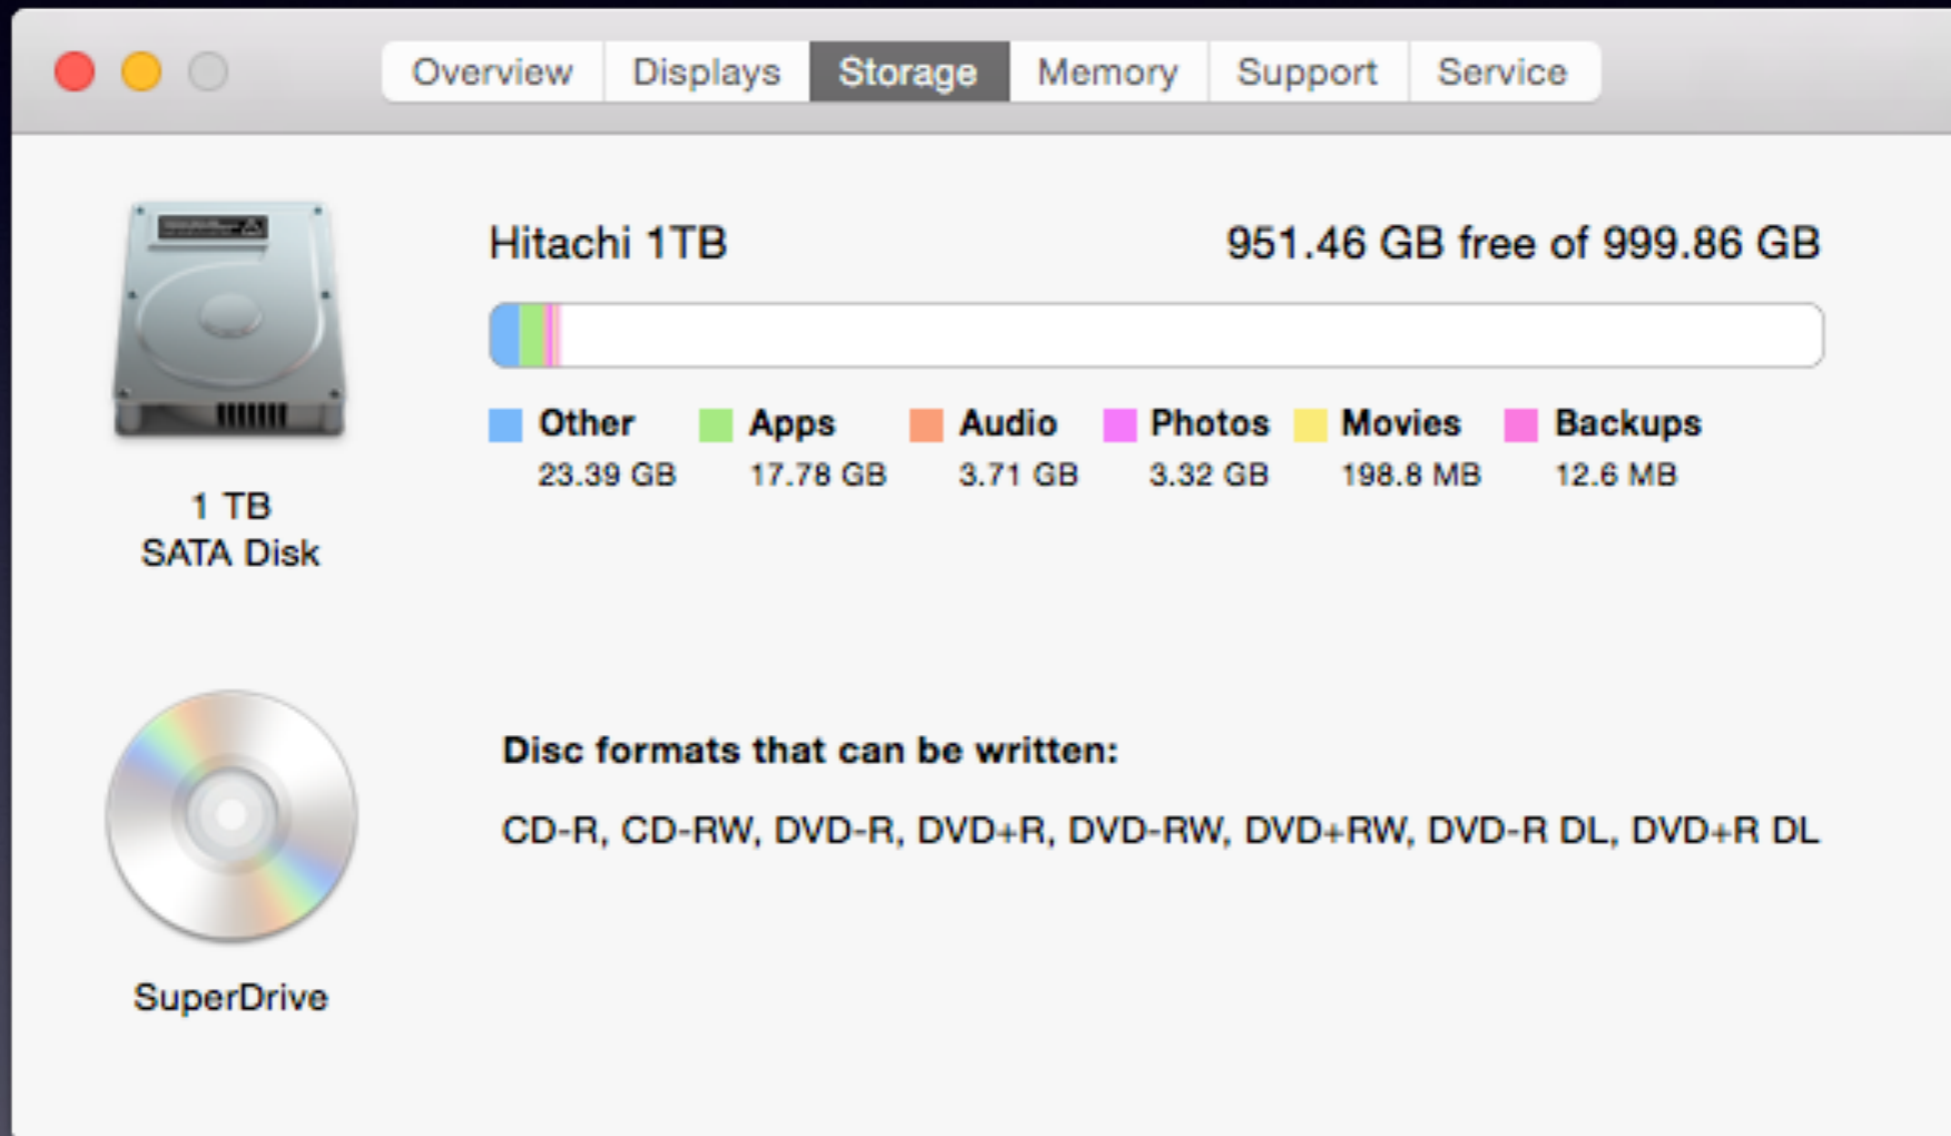 Overview Displays Storage Memory Support Service
Hitachi 1TB 951.46 GB free of 999.86 GB
Other Apps Audio Photos Movies Backups
23.39 GB 17.78 GB 3.71 GB 3.32 GB 198.8 MB 12.6 MB
1 TB
SATA Disk
Disc formats that can be written:
CD-R, CD-RW, DVD-R, DVD+R, DVD-RW, DVD+RW, DVD-R DL, DVD+R DL
SuperDrive